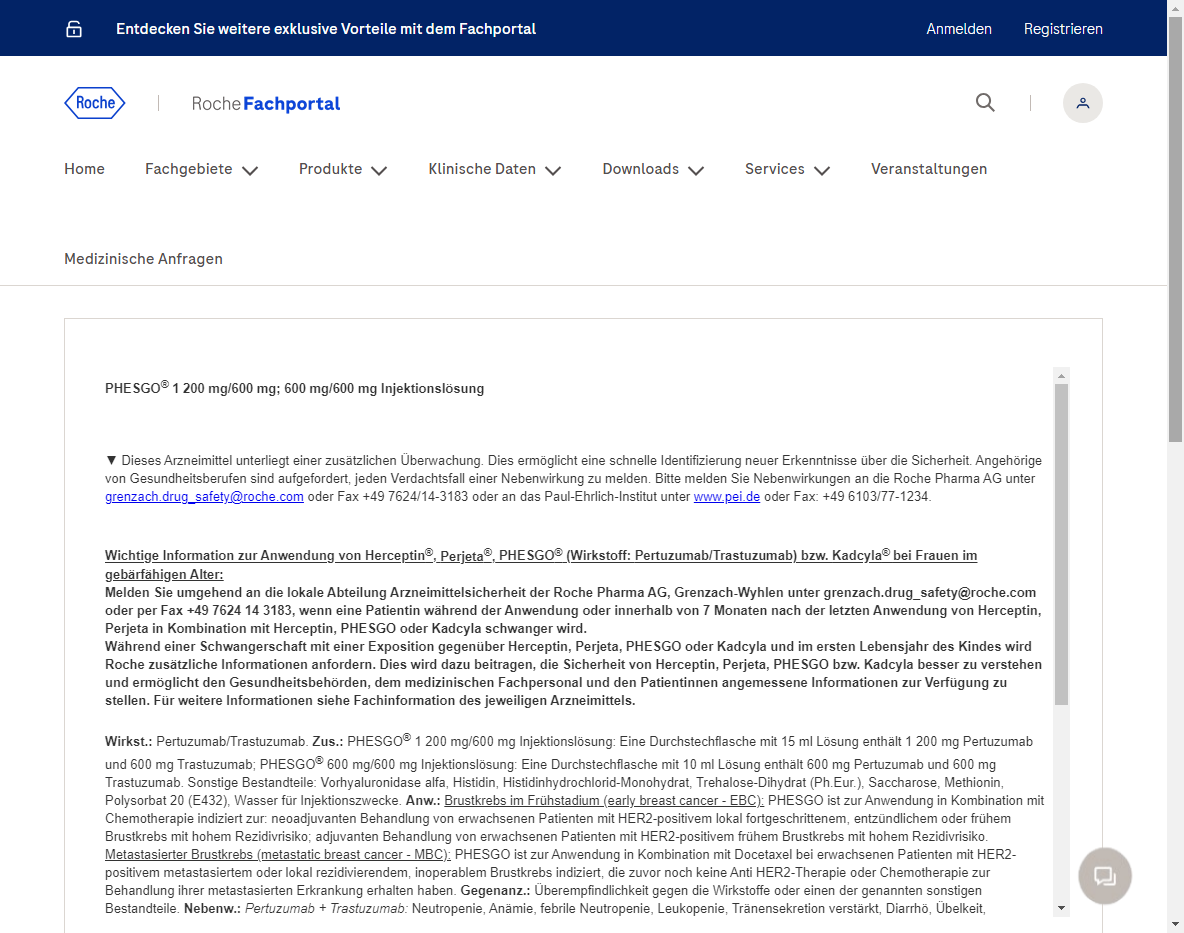 Entdecken Sie weitere exklusive Vorteile mit dem Fachportal
Anmelden
Registrieren
Roche
Roche Fachportal
Home
Fachgebiete
Produkte
Klinische Daten
Downloads
Services
Veranstaltungen
Medizinische Anfragen
PHESGO® 1 200 mg/600 mg; 600 mg/600 mg Injektionslösung
▼ Dieses Arzneimittel unterliegt einer zusätzlichen Überwachung. Dies ermöglicht eine schnelle Identifizierung neuer Erkenntnisse über die Sicherheit. Angehörige
von Gesundheitsberufen sind aufgefordert, jeden Verdachtsfall einer Nebenwirkung zu melden. Bitte melden Sie Nebenwirkungen an die Roche Pharma AG unter
grenzach.drug_safety@roche.com oder Fax +49 7624/14-3183 oder an das Paul-Ehrlich-Institut unter www.pei.de oder Fax: +49 6103/77-1234.
Wichtige Information zur Anwendung von Herceptin®, Perjeta®, PHESGO® (Wirkstoff: Pertuzumab/Trastuzumab) bzw. Kadcyla® bei Frauen im
gebärfähigen Alter:
Melden Sie umgehend an die lokale Abteilung Arzneimittelsicherheit der Roche Pharma AG, Grenzach-Wyhlen unter grenzach.drug_safety@roche.com
oder per Fax +49 7624 14 3183, wenn eine Patientin während der Anwendung oder innerhalb von 7 Monaten nach der letzten Anwendung von Herceptin,
Perjeta in Kombination mit Herceptin, PHESGO oder Kadcyla schwanger wird.
Während einer Schwangerschaft mit einer Exposition gegenüber Herceptin, Perjeta, PHESGO oder Kadcyla und im ersten Lebensjahr des Kindes wird
Roche zusätzliche Informationen anfordern. Dies wird dazu beitragen, die Sicherheit von Herceptin, Perjeta, PHESGO bzw. Kadcyla besser zu verstehen
und ermöglicht den Gesundheitsbehörden, dem medizinischen Fachpersonal und den Patientinnen angemessene Informationen zur Verfügung zu
stellen. Für weitere Informationen siehe Fachinformation des jeweiligen Arzneimittels.
Wirkst.: Pertuzumab/Trastuzumab. Zus.: PHESGO® 1 200 mg/600 mg Injektionslösung: Eine Durchstechflasche mit 15 ml Lösung enthält 1 200 mg Pertuzumab
und 600 mg Trastuzumab; PHESGO® 600 mg/600 mg Injektionslösung: Eine Durchstechflasche mit 10 ml Lösung enthält 600 mg Pertuzumab und 600 mg
Trastuzumab. Sonstige Bestandteile: Vorhyaluronidase alfa, Histidin, Histidinhydrochlorid-Monohydrat, Trehalose-Dihydrat (Ph.Eur.), Saccharose, Methionin,
Polysorbat 20 (E432), Wasser für Injektionszwecke. Anw.: Brustkrebs im Frühstadium (early breast cancer - EBC): PHESGO ist zur Anwendung in Kombination mit
Chemotherapie indiziert zur: neoadjuvanten Behandlung von erwachsenen Patienten mit HER2-positivem lokal fortgeschrittenem, entzündlichem oder frühem
Brustkrebs mit hohem Rezidivrisiko; adjuvanten Behandlung von erwachsenen Patienten mit HER2-positivem frühem Brustkrebs mit hohem Rezidivrisiko.
Metastasierter Brustkrebs (metastatic breast cancer - MBC): PHESGO ist zur Anwendung in Kombination mit Docetaxel bei erwachsenen Patienten mit HER2-
positivem metastasiertem oder lokal rezidivierendem, inoperablem Brustkrebs indiziert, die zuvor noch keine Anti HER2-Therapie oder Chemotherapie zur
Behandlung ihrer metastasierten Erkrankung erhalten haben. Gegenanz.: Überempfindlichkeit gegen die Wirkstoffe oder einen der genannten sonstigen
Bestandteile. Nebenw.: Pertuzumab + Trastuzumab: Neutropenie, Anämie, febrile Neutropenie, Leukopenie, Tränensekretion verstärkt, Diarrhö, Übelkeit,